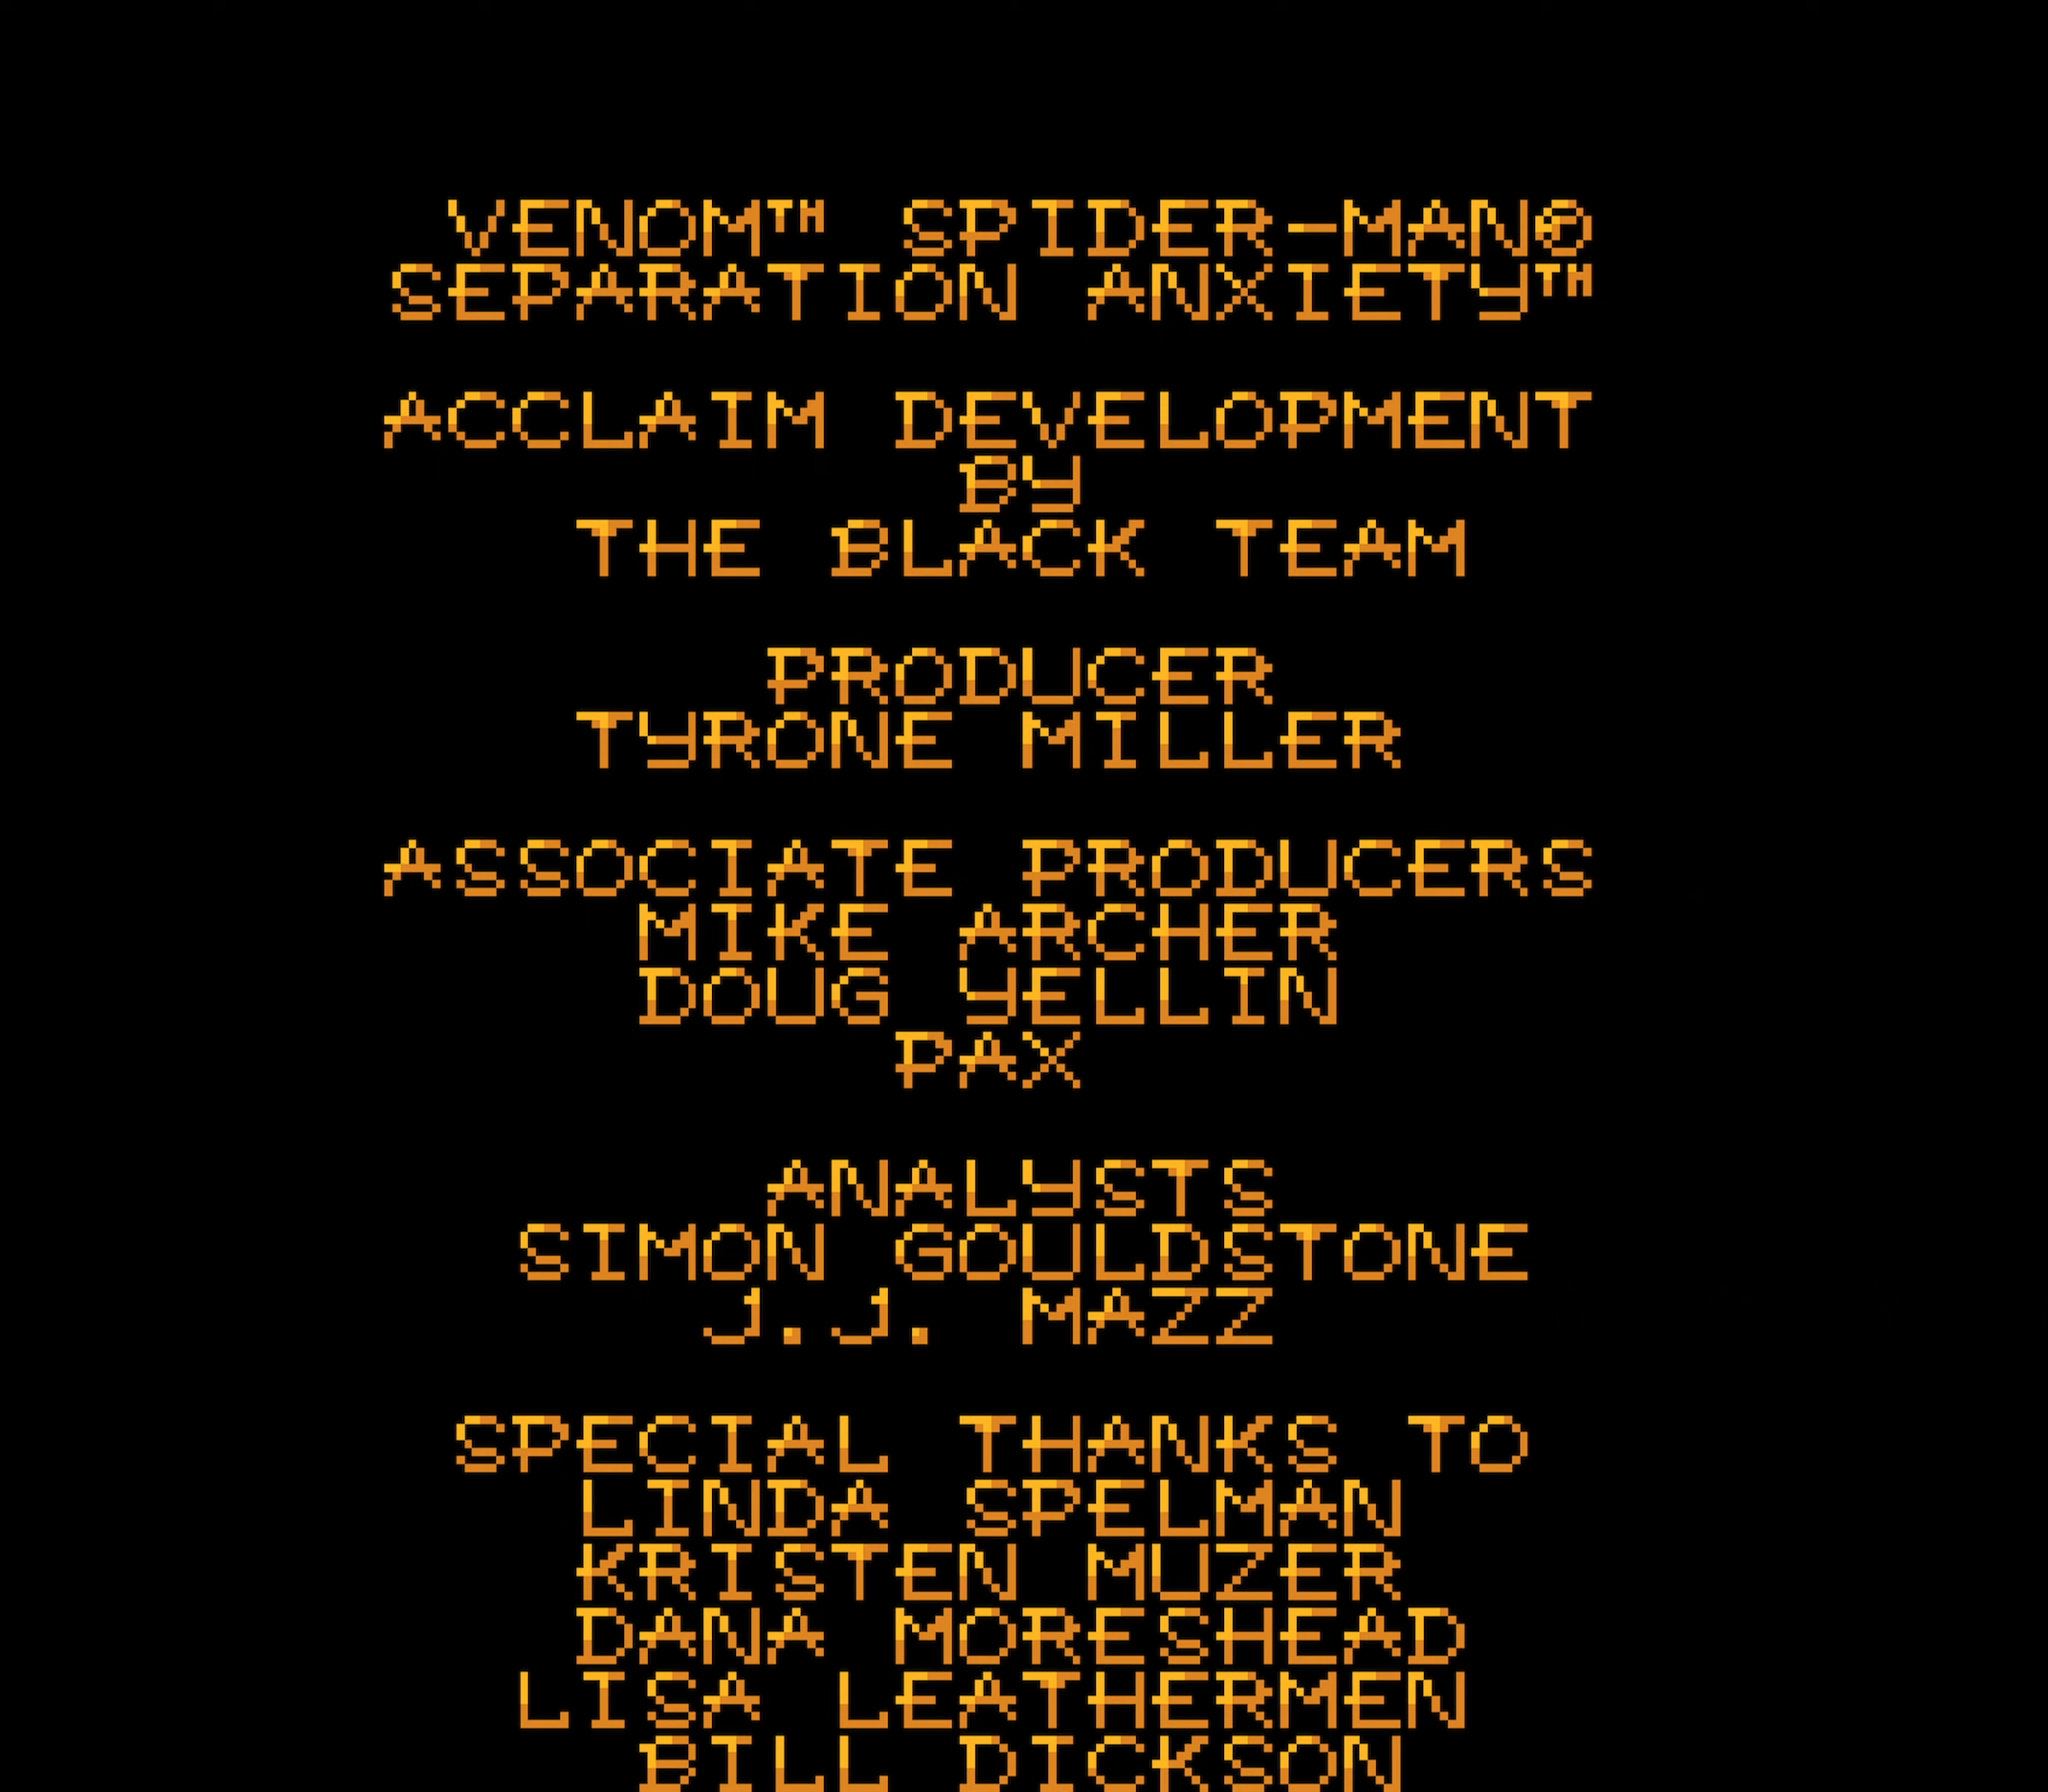 VENOM™ SPIDER-MAN®
SEPARATION ANXIETY™
ACCLAIM DEVELOPMENT
BY
THE BLACK TEAM
PRODUCER
TYRONE MILLER
ASSOCIATE PRODUCERS
MIKE ARCHER
DOUG YELLIN
PAX
ANALYSTS
SIMON GOULDSTONE
J.J. MAZZ
SPECIAL THANKS TO
LINDA SPELMAN
KRISTEN MUZER
DANA MORESHEAD
LISA LEATHERMEN
BILL DICKSON